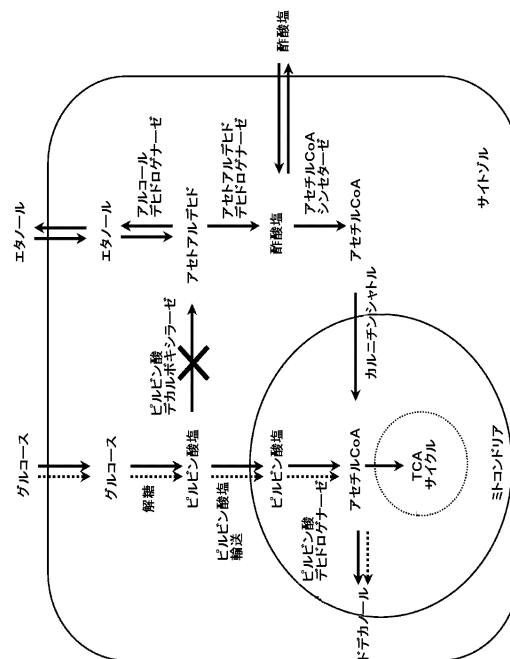 グルコース
グルコース
解糖
ピルビン酸塩
ピルビン酸塩
輸送
ピルビン酸塩
ピルビン酸
デヒドロゲナーゼ
アセチルCoA
TCA
サイクル
ドデカノール
ミトコンドリア
ピルビン酸
デカルボキシラーゼ
エタノール
エタノール
アルコール
デヒドロゲナーゼ
アセトアルデヒド
アセトアルデヒド
デヒドロゲナーゼ
酢酸塩
酢酸塩
アセチルCoA
シンセターゼ
アセチルCoA
カルニチン/シャトル
サイトゾル